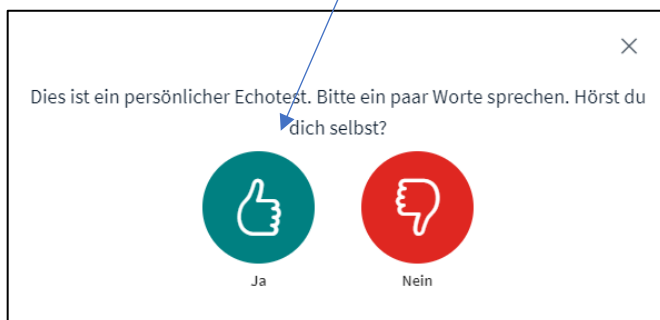 Dies ist ein persönlicher Echotest. Bitte ein paar Worte sprechen. Hörst du
dich selbst?
Ja
Nein